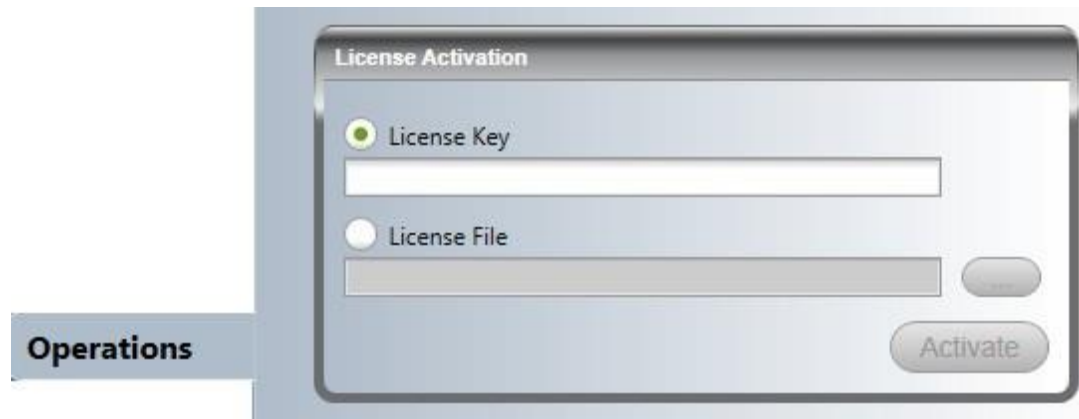 License Activation
License Key
License File
...
Operations
Activate